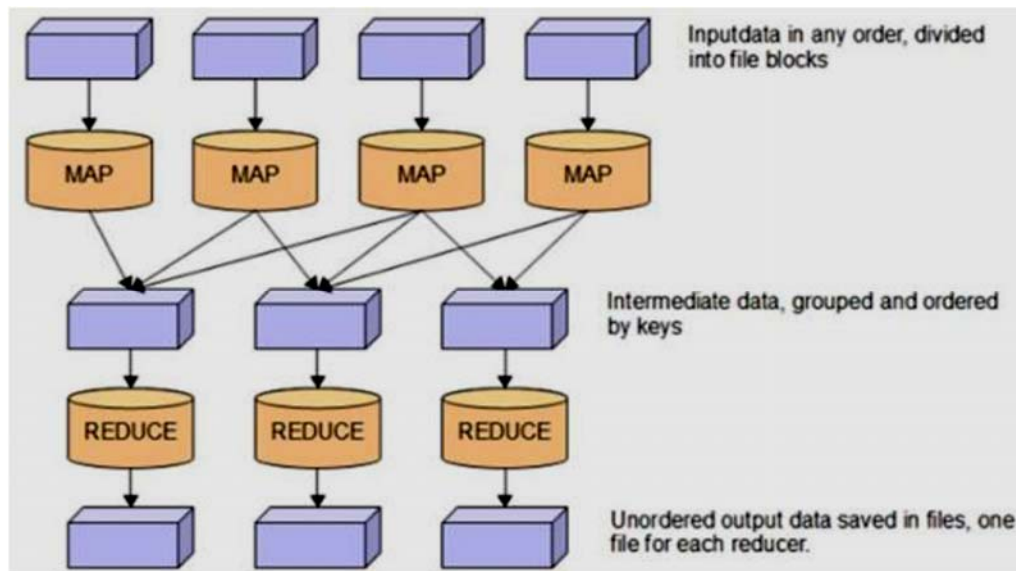 Inputdata in any order, divided
into file blocks
MAP MAP MAP MAP
Intermediate data, grouped and ordered
by keys
REDUCE REDUCE REDUCE
Unordered output data saved in files, one
file for each reducer.